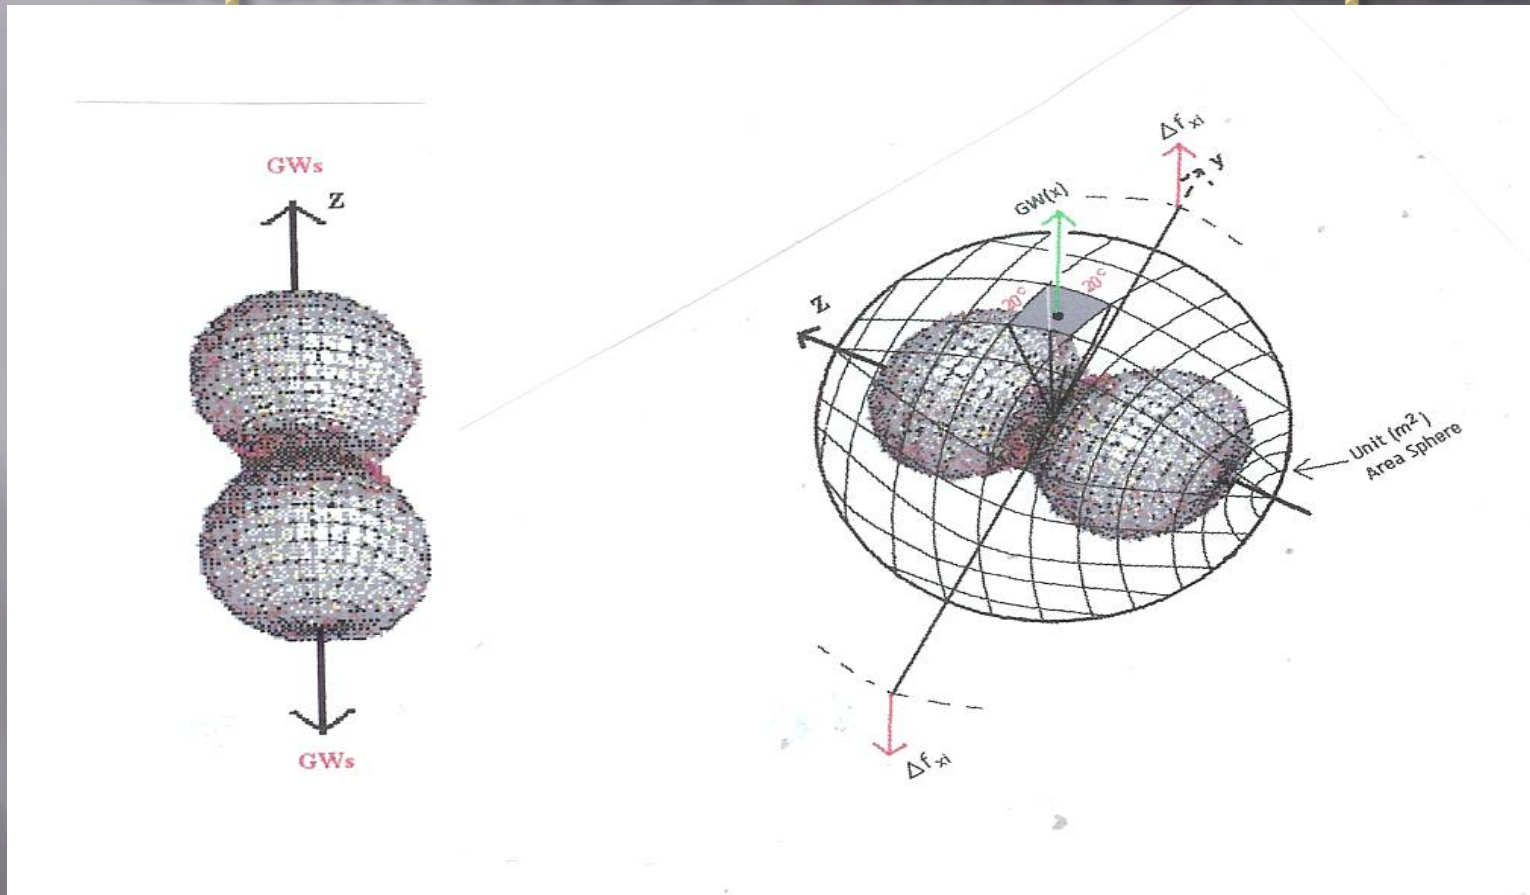 GWs
Z
GWs
Δf xi
y
GW(x)
20°
20°
Z
Unit (m²)
Area Sphere
Δf xi